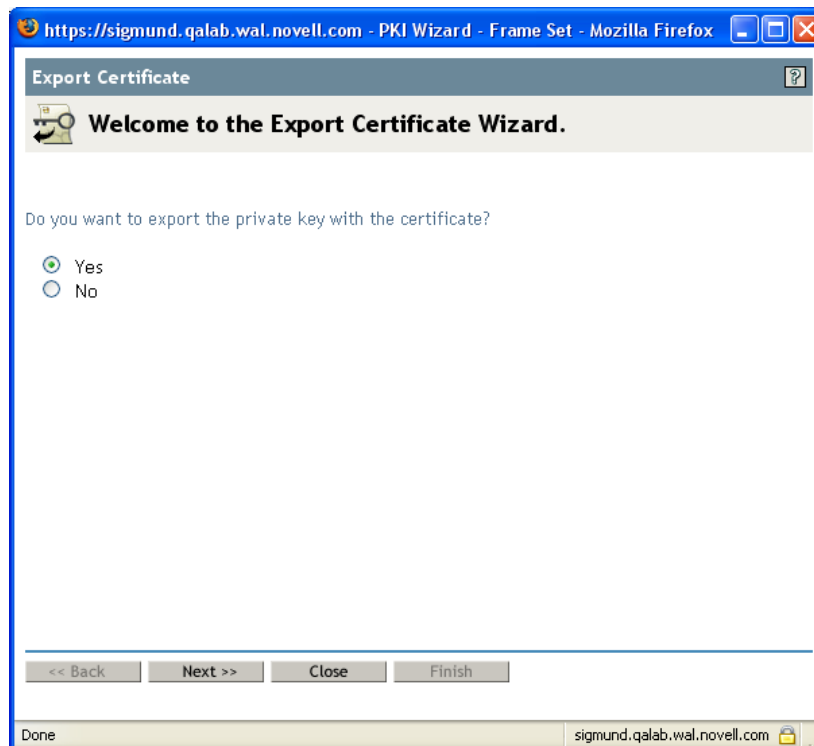 https://sigmund.qalab.wal.novell.com - PKI Wizard - Frame Set - Mozilla Firefox
Export Certificate
?
Welcome to the Export Certificate Wizard.
Do you want to export the private key with the certificate?
Yes
No
<< Back Next >> Close Finish
Done sigmund.qalab.wal.novell.com